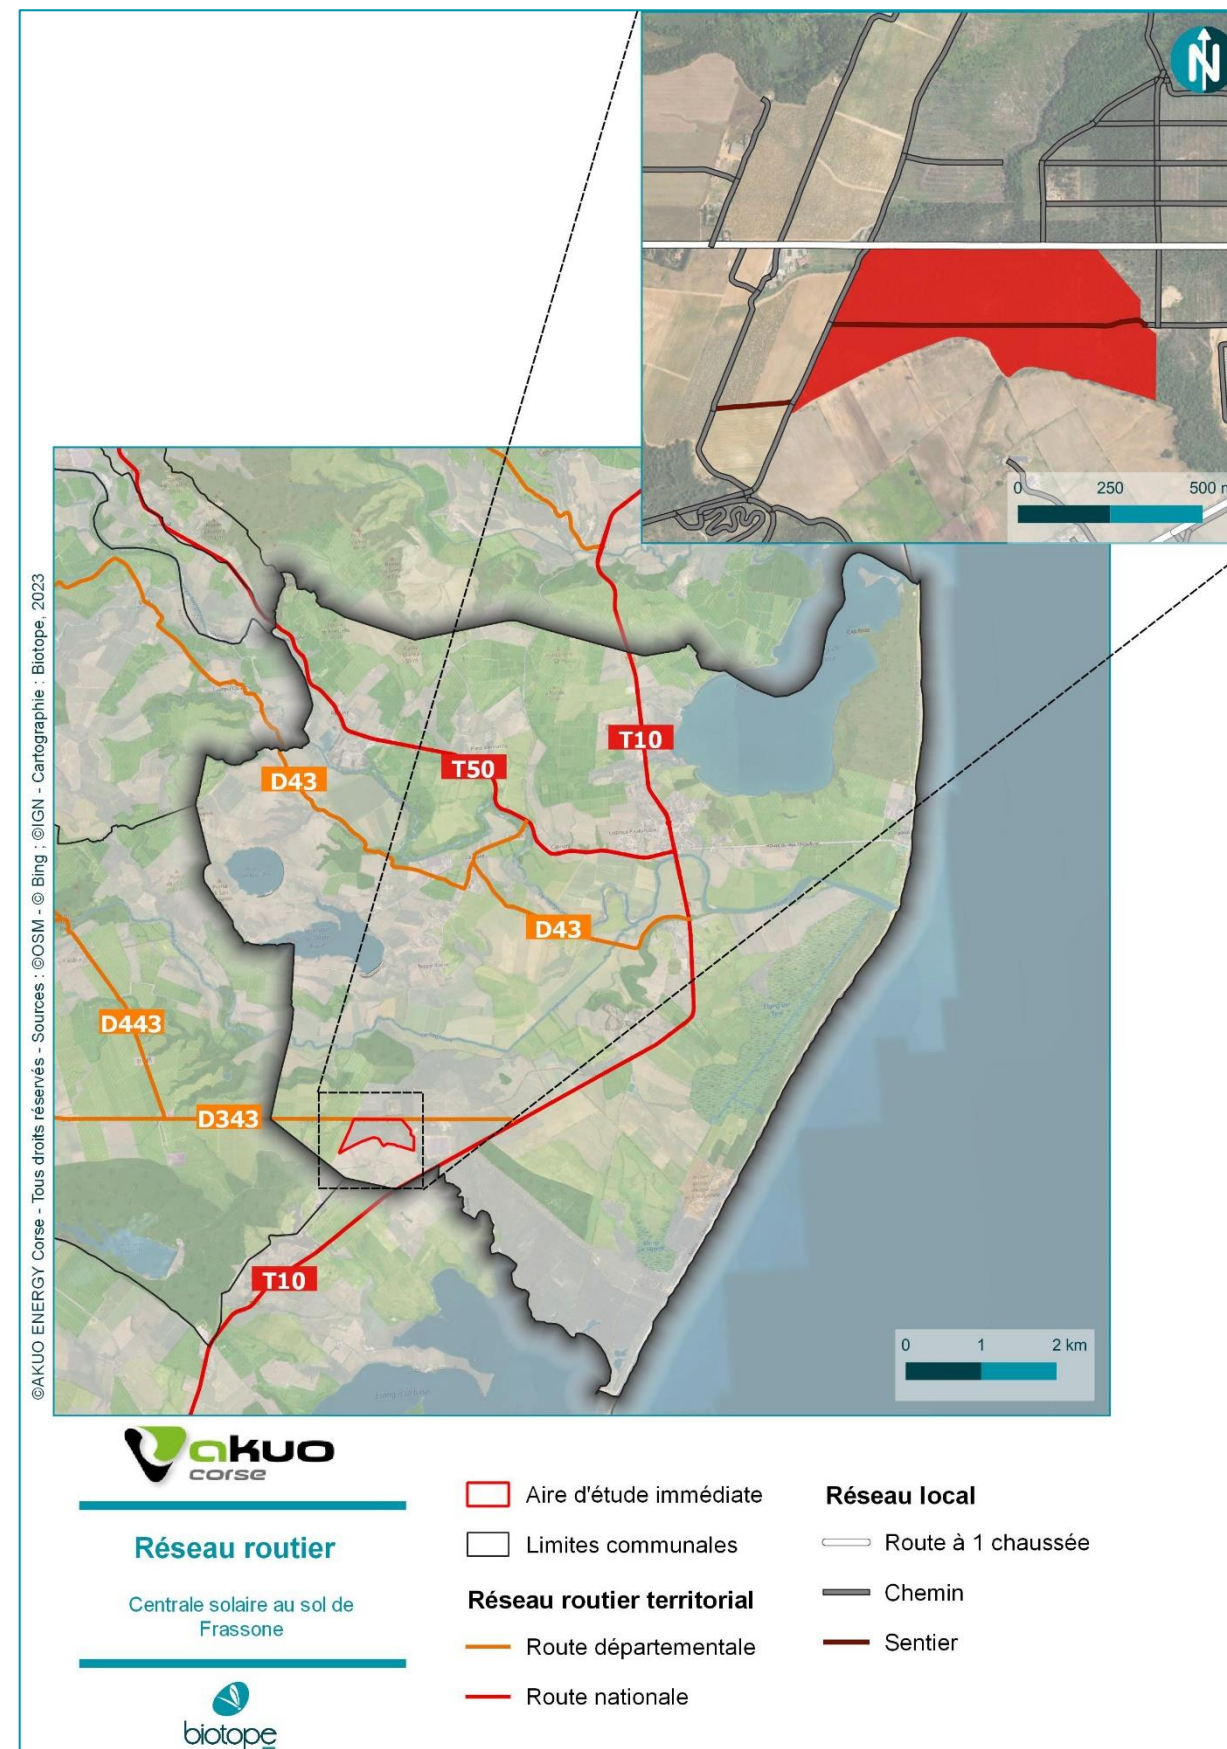 N
0 250 500 m
T10
T50
D43
D43
D443
D343
T10
0 1 2 km
©AKUO ENERGY Corse - Tous droits réservés - Sources : ©OSM - © Bing ; ©IGN - Cartographie : Biotope, 2023
akuo
corse
Réseau routier
Centrale solaire au sol de
Frassone
biotope
Aire d'étude immédiate
Limites communales
Réseau routier territorial
Route départementale
Route nationale
Réseau local
Route à 1 chaussée
Chemin
Sentier